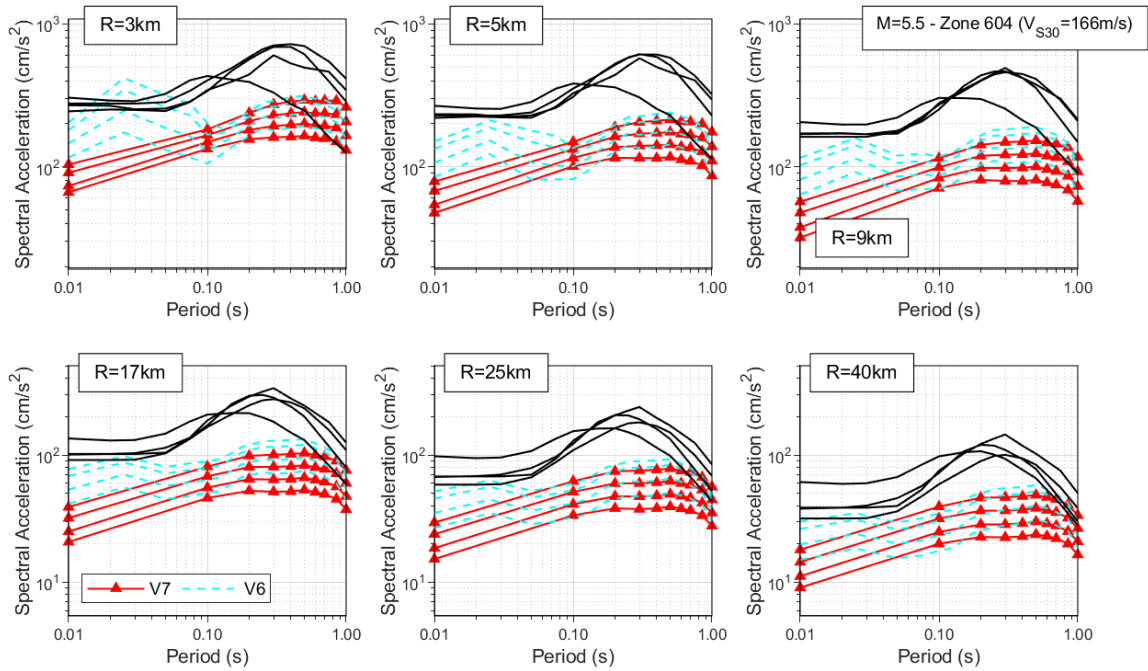 R=3km
R=5km
M=5.5 - Zone 604 (V_S30=166m/s)
Spectral Acceleration (cm/s²)
10³
10²
0.01
0.10
1.00
Period (s)
Spectral Acceleration (cm/s²)
10³
10²
0.01
0.10
1.00
Period (s)
Spectral Acceleration (cm/s²)
10³
10²
R=9km
0.01
0.10
1.00
Period (s)
R=17km
R=25km
R=40km
Spectral Acceleration (cm/s²)
10²
10¹
V7
V6
0.01
0.10
1.00
Period (s)
Spectral Acceleration (cm/s²)
10²
10¹
0.01
0.10
1.00
Period (s)
Spectral Acceleration (cm/s²)
10²
10¹
0.01
0.10
1.00
Period (s)